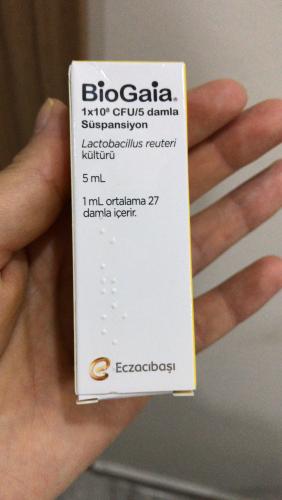 BioGaia®
1x10⁸ CFU/5 damla
Süspansiyon
Lactobacillus reuteri
kültürü
5 mL
1 mL ortalama 27
damla içerir.
Eczacıbaşı